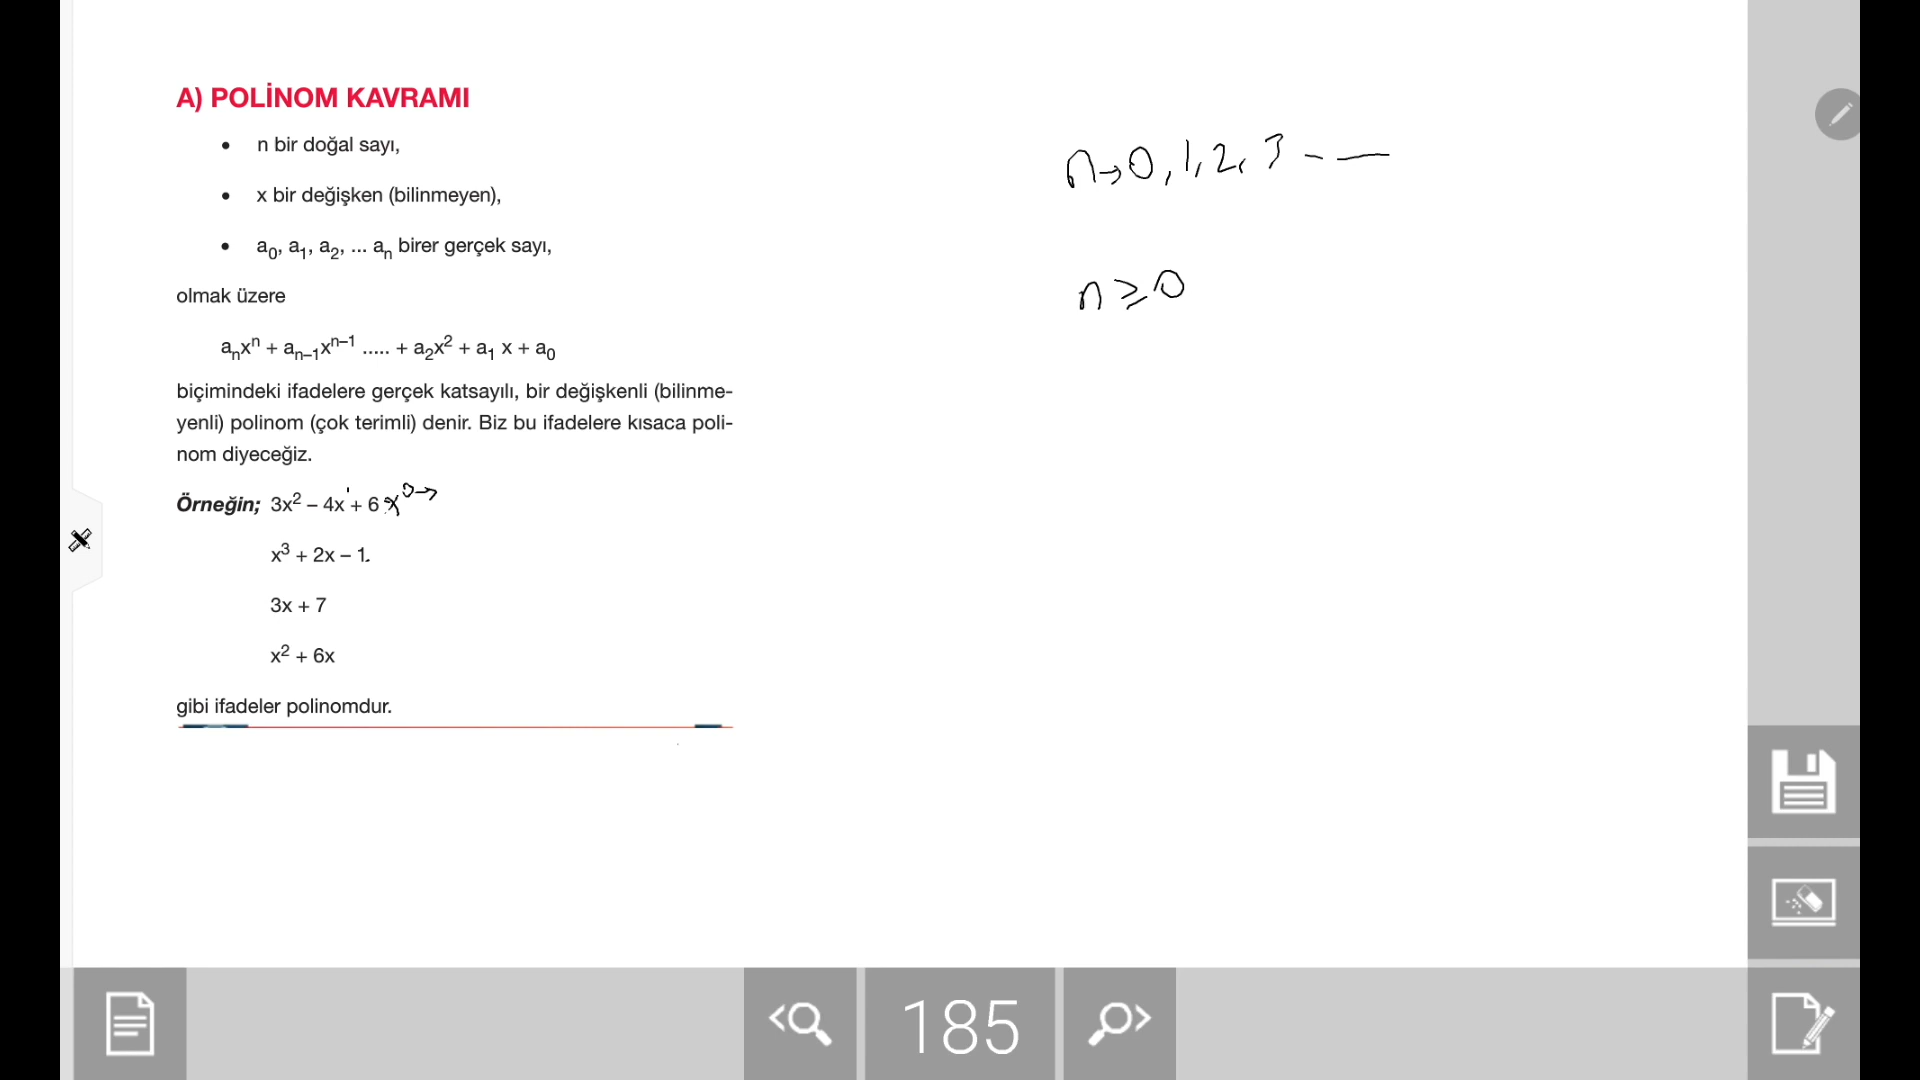 A) POLİNOM KAVRAMI
• n bir doğal sayı,
• x bir değişken (bilinmeyen),
• a₀, a₁, a₂, ... aₙ birer gerçek sayı,
olmak üzere
aₙxⁿ + aₙ₋₁xⁿ⁻¹ ..... + a₂x² + a₁ x + a₀
biçimindeki ifadelere gerçek katsayılı, bir değişkenli (bilinme-
yenli) polinom (çok terimli) denir. Biz bu ifadelere kısaca poli-
nom diyeceğiz.
Örneğin; 3x² – 4x¹ + 6 x⁰ →
x³ + 2x – 1.
3x + 7
x² + 6x
gibi ifadeler polinomdur.
n→0, 1, 2, 3 - —
n ≥ 0
185